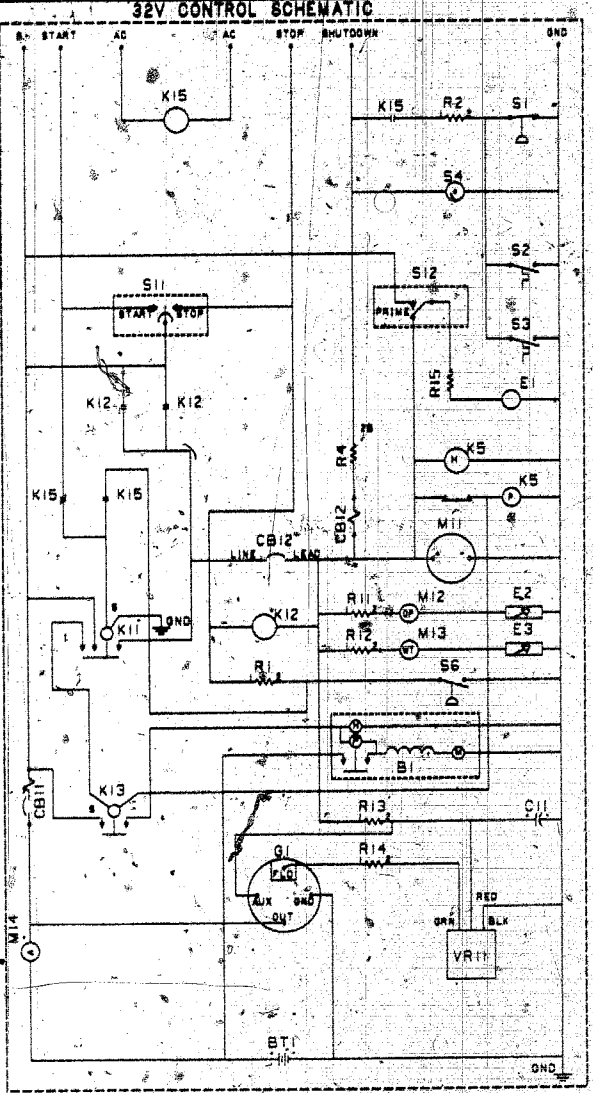 32V CONTROL SCHEMATIC
B+ START AC AC STOP SHUTDOWN GND
K15
K15 R2 S1
S4
S2
S11 S12
START STOP
PRIME
S3
R15 E1
K12 K12
R4
K5
H
K15 K15
K5
P
CB12
CB12
M11
LINE LEAD
R11 M12 E2
OP
S
K11 GND
K12
R12 M13 E3
WT
R1 S6
H
M
B1
M
CB11
K13
S
R13 C11
G1 R14
FLD
AUX GND
OUT
RED
GRN BLK
M14
A
VR11
BT1
GND